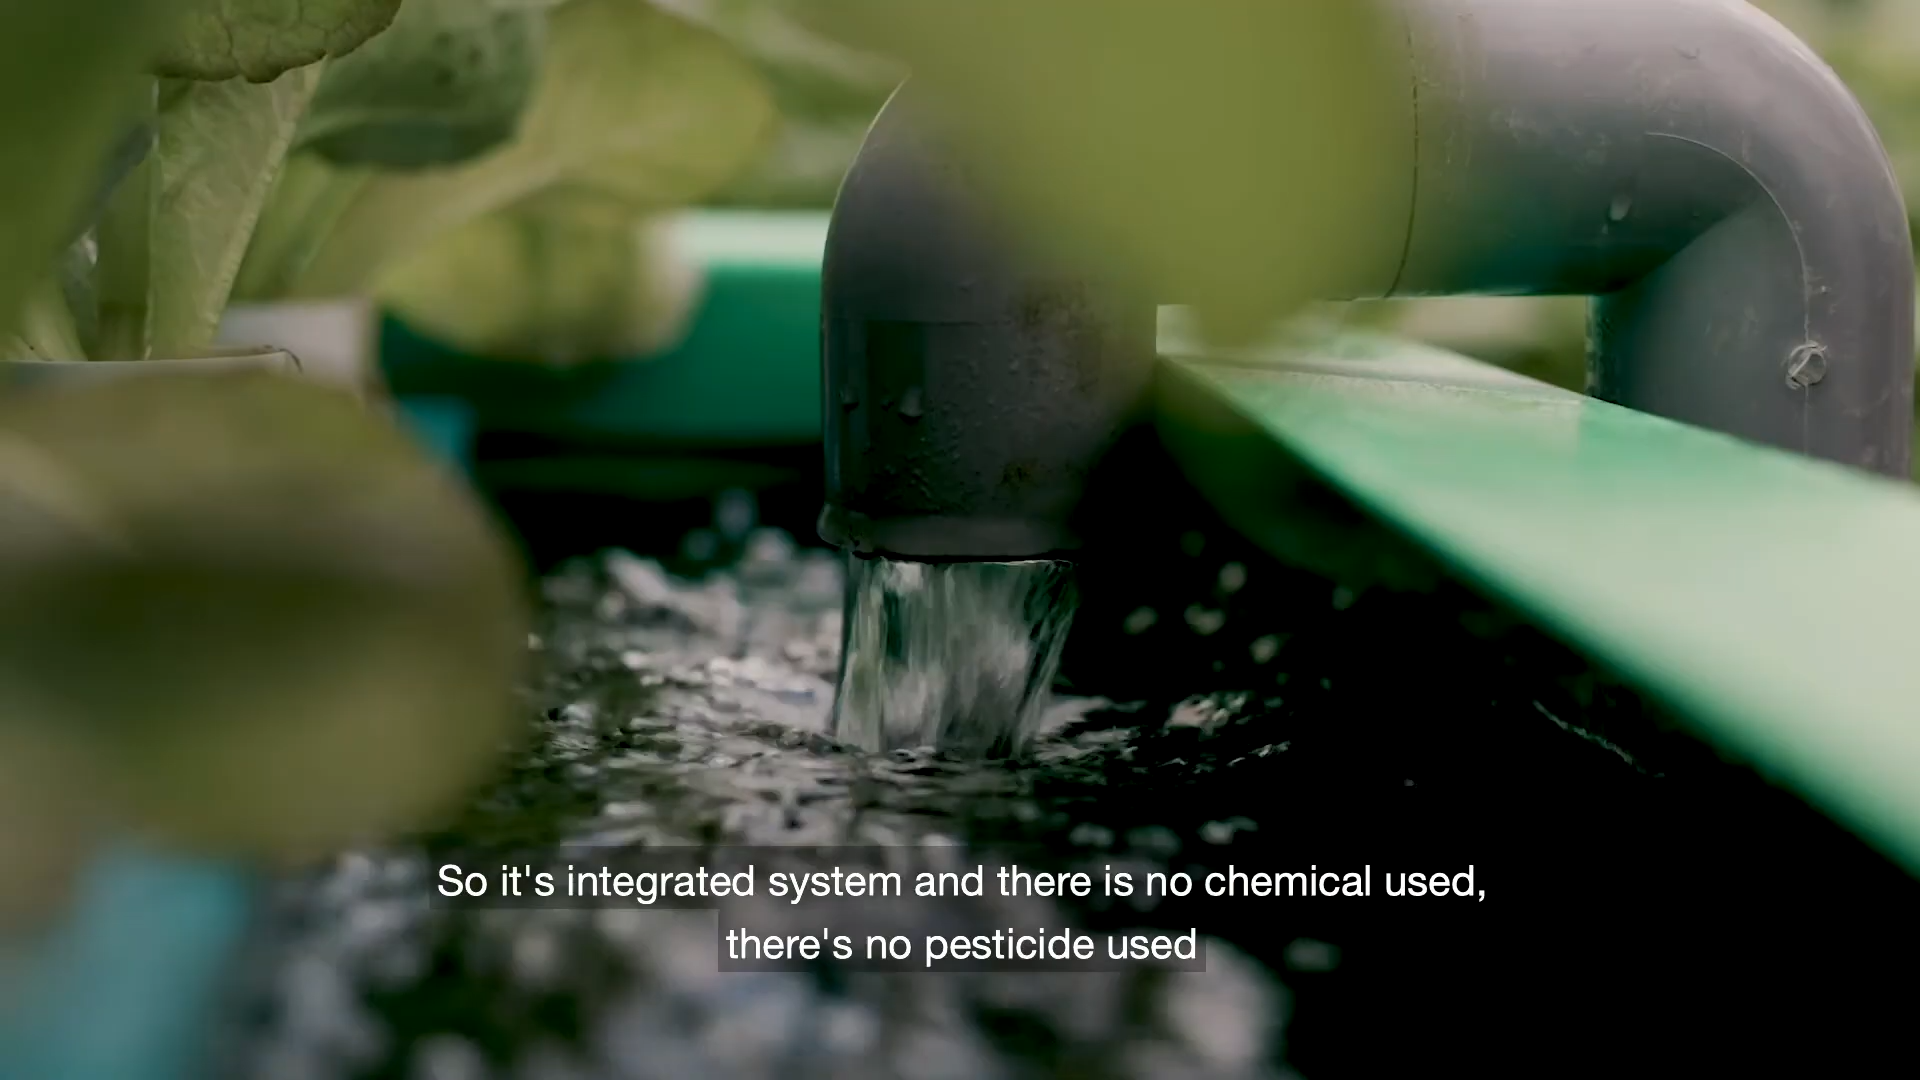 So it's integrated system and there is no chemical used,
there's no pesticide used